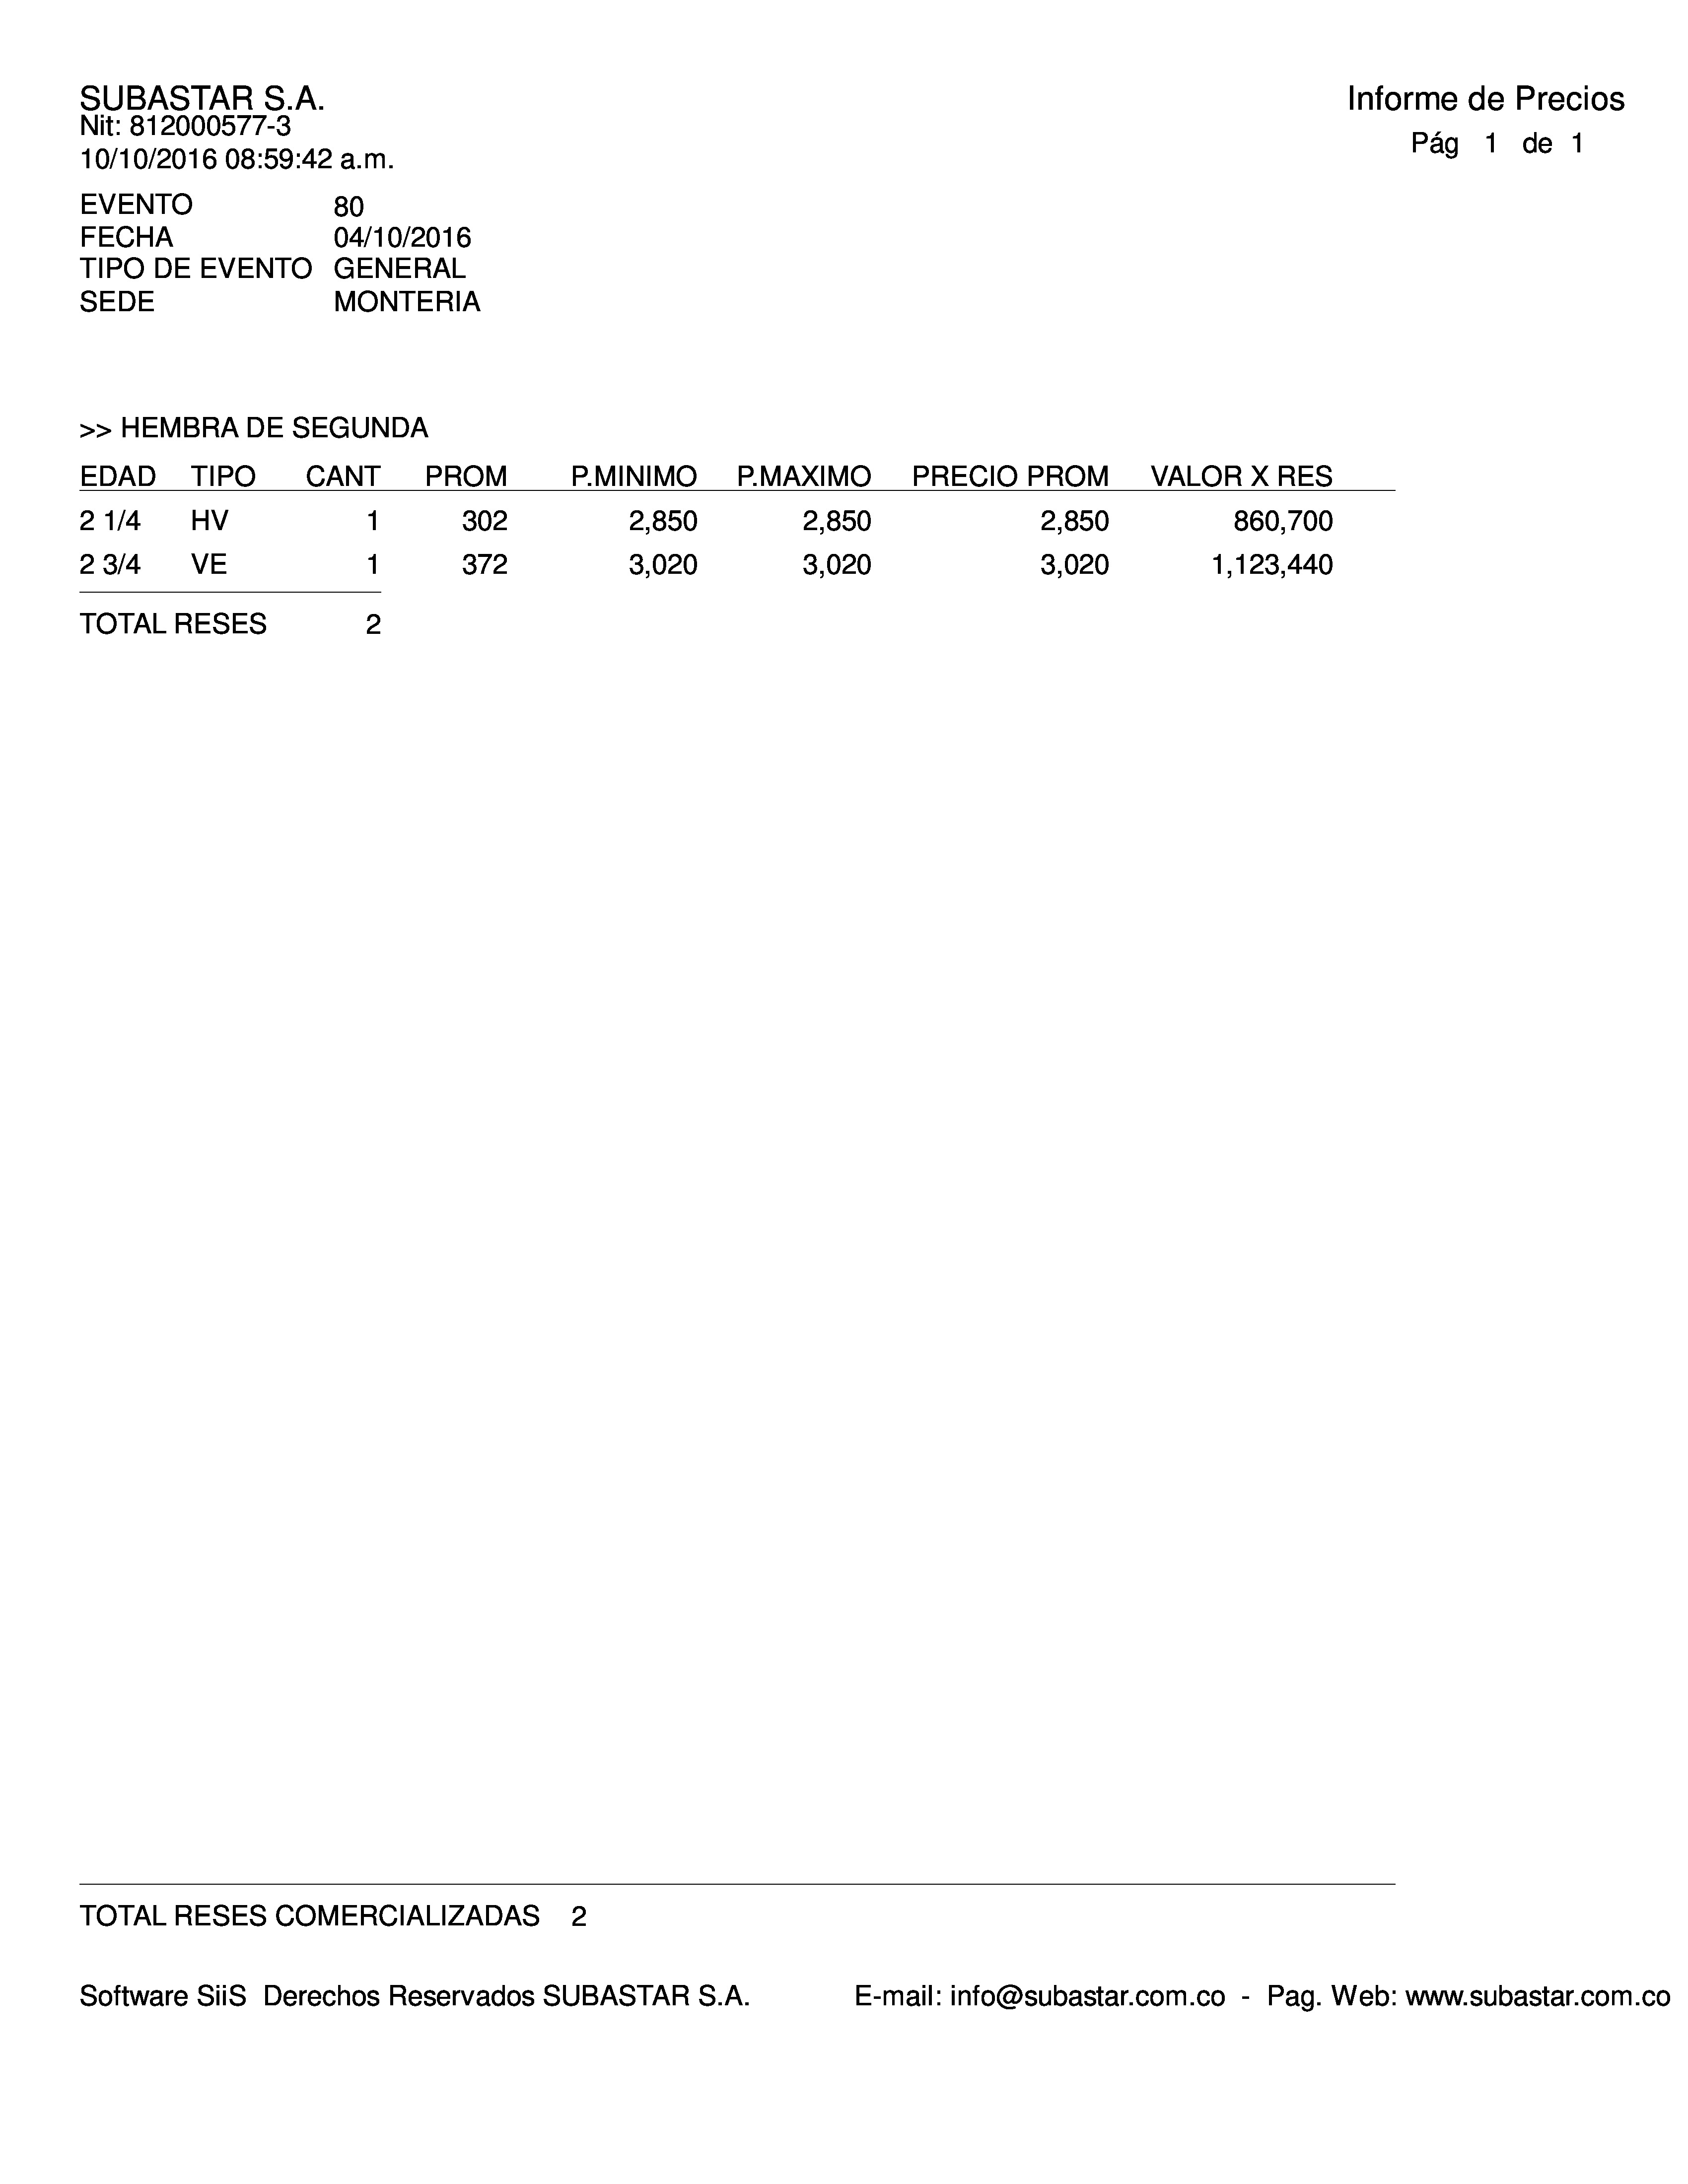 SUBASTAR S.A.
Informe de Precios
Nit: 812000577-3
Pág 1 de 1
10/10/2016 08:59:42 a.m.
EVENTO 80
FECHA 04/10/2016
TIPO DE EVENTO GENERAL
SEDE MONTERIA
>> HEMBRA DE SEGUNDA
EDAD TIPO CANT PROM P.MINIMO P.MAXIMO PRECIO PROM VALOR X RES
2 1/4 HV 1 302 2,850 2,850 2,850 860,700
2 3/4 VE 1 372 3,020 3,020 3,020 1,123,440
TOTAL RESES 2
TOTAL RESES COMERCIALIZADAS 2
Software SiiS Derechos Reservados SUBASTAR S.A. E-mail: info@subastar.com.co - Pag. Web: www.subastar.com.co